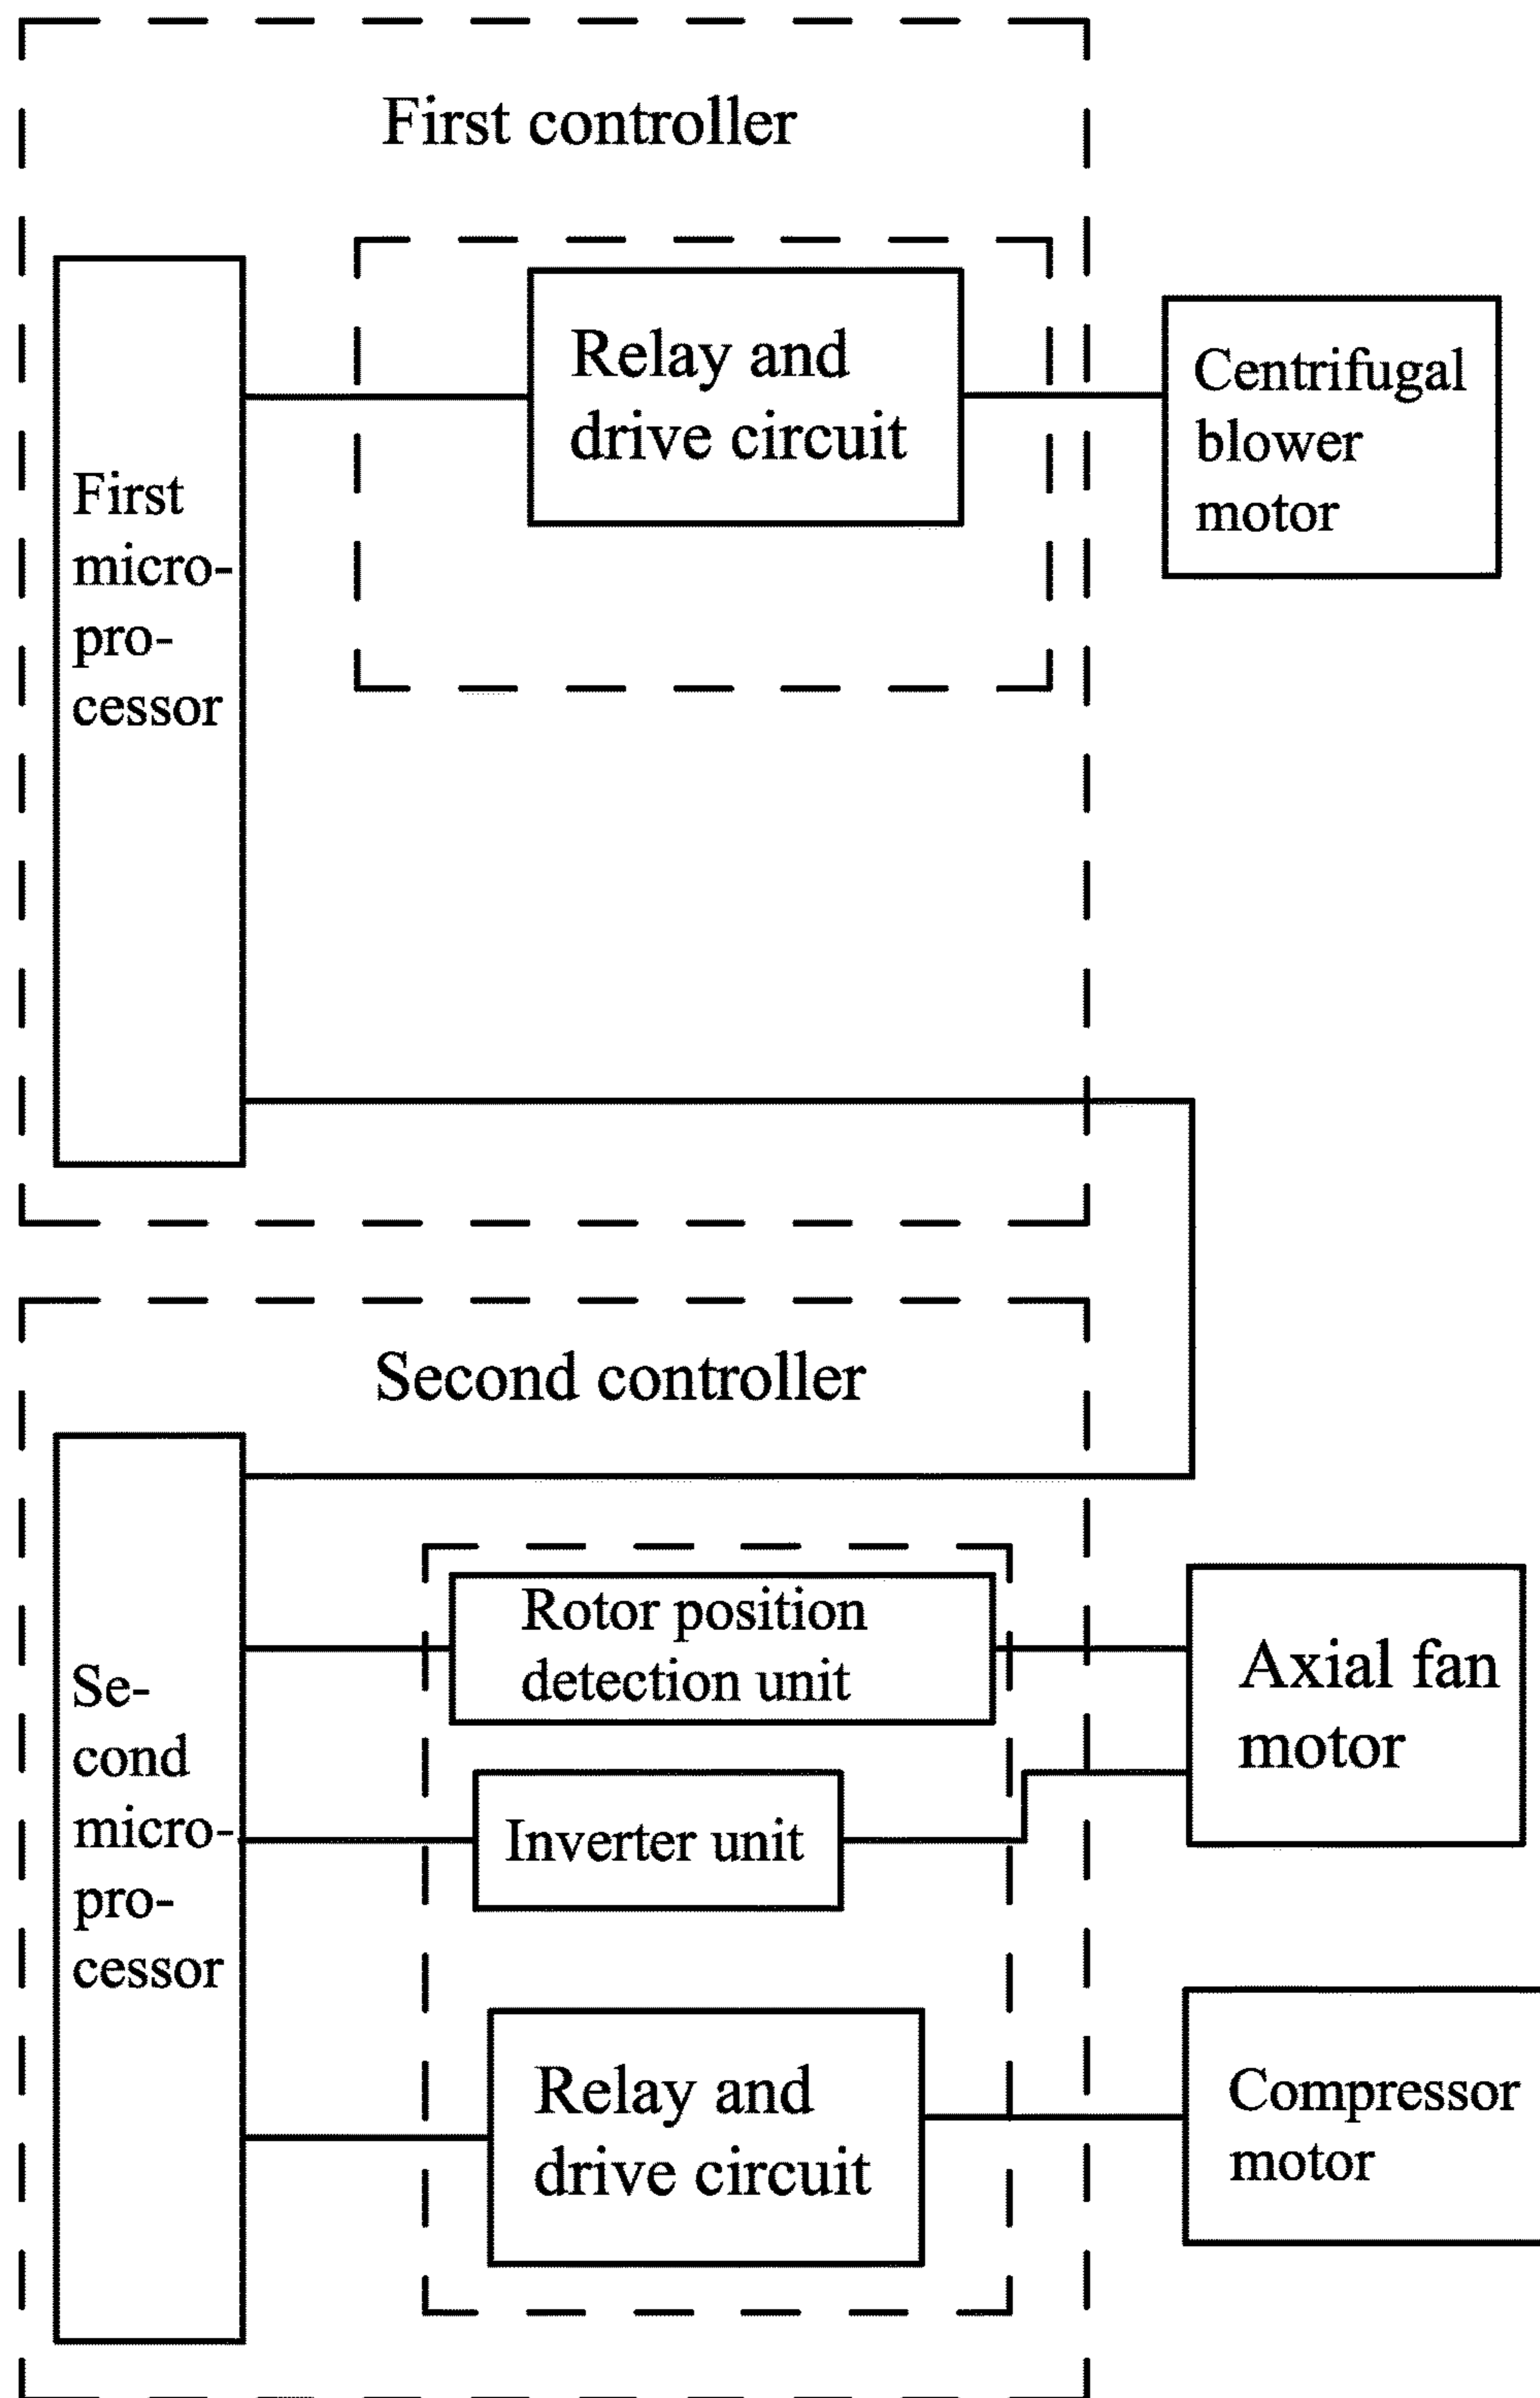 First controller
Relay and
drive circuit
Centrifugal
blower
motor
First
micro-
pro-
cessor
Second controller
Se-
cond
micro-
pro-
cessor
Rotor position
detection unit
Axial fan
motor
Inverter unit
Relay and
drive circuit
Compressor
motor